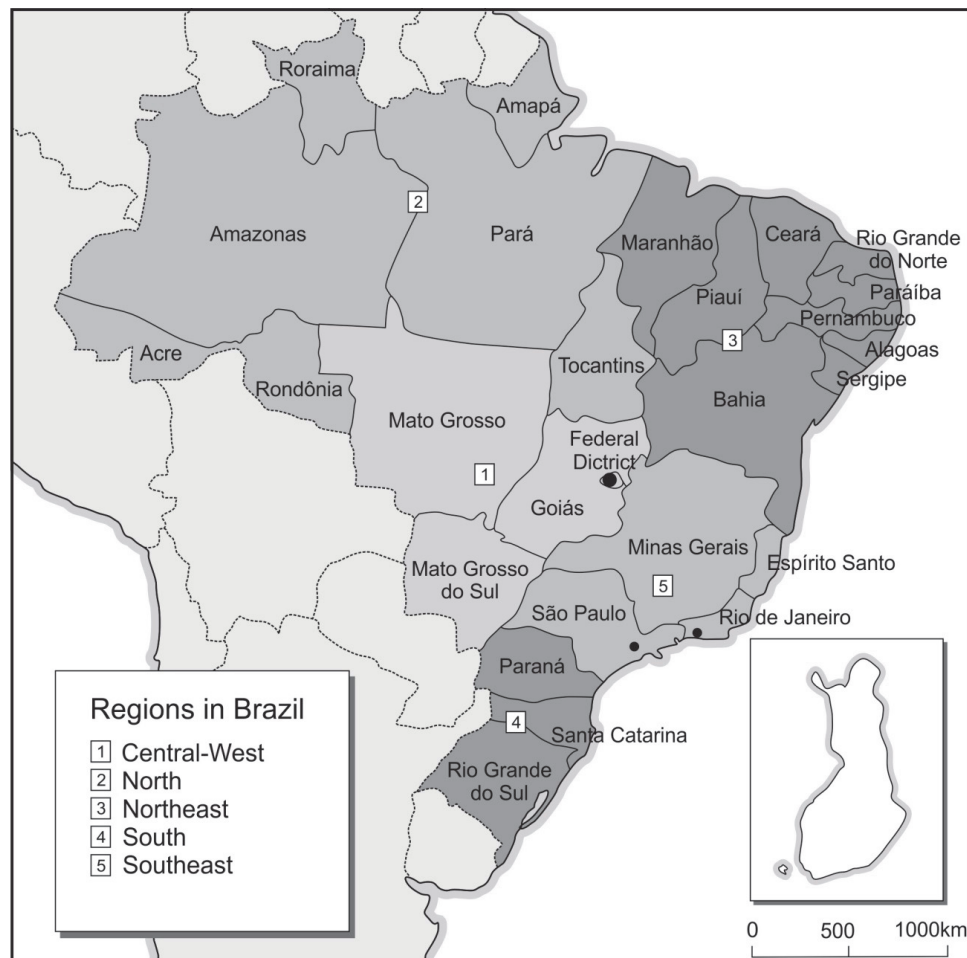 Roraima
Amapá
2
Amazonas
Pará
Maranhão
Ceará
Rio Grande
do Norte
Piauí
Paráíba
Pernambuco
3
Acre
Rondônia
Tocantins
Alagoas
Sergipe
Bahia
Mato Grosso
Federal
Dictrict
1
Goiás
Minas Gerais
Espírito Santo
Mato Grosso
do Sul
5
São Paulo
Rio de Janeiro
Paraná
4
Santa Catarina
Rio Grande
do Sul
Regions in Brazil
1 Central-West
2 North
3 Northeast
4 South
5 Southeast
0 500 1000km